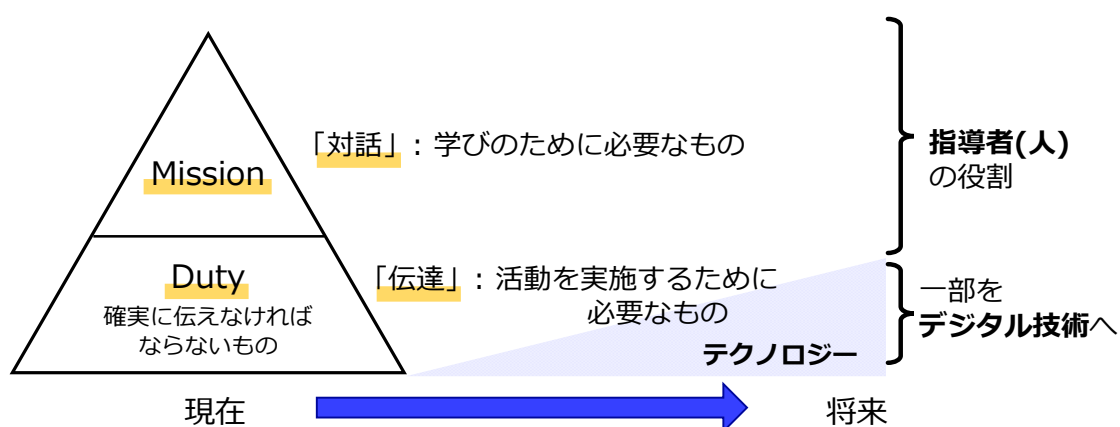 「対話」：学びのために必要なもの
Mission
指導者(人)
の役割
Duty
確実に伝えなければ
ならないもの
「伝達」：活動を実施するために
必要なもの
テクノロジー
一部を
デジタル技術へ
現在
将来